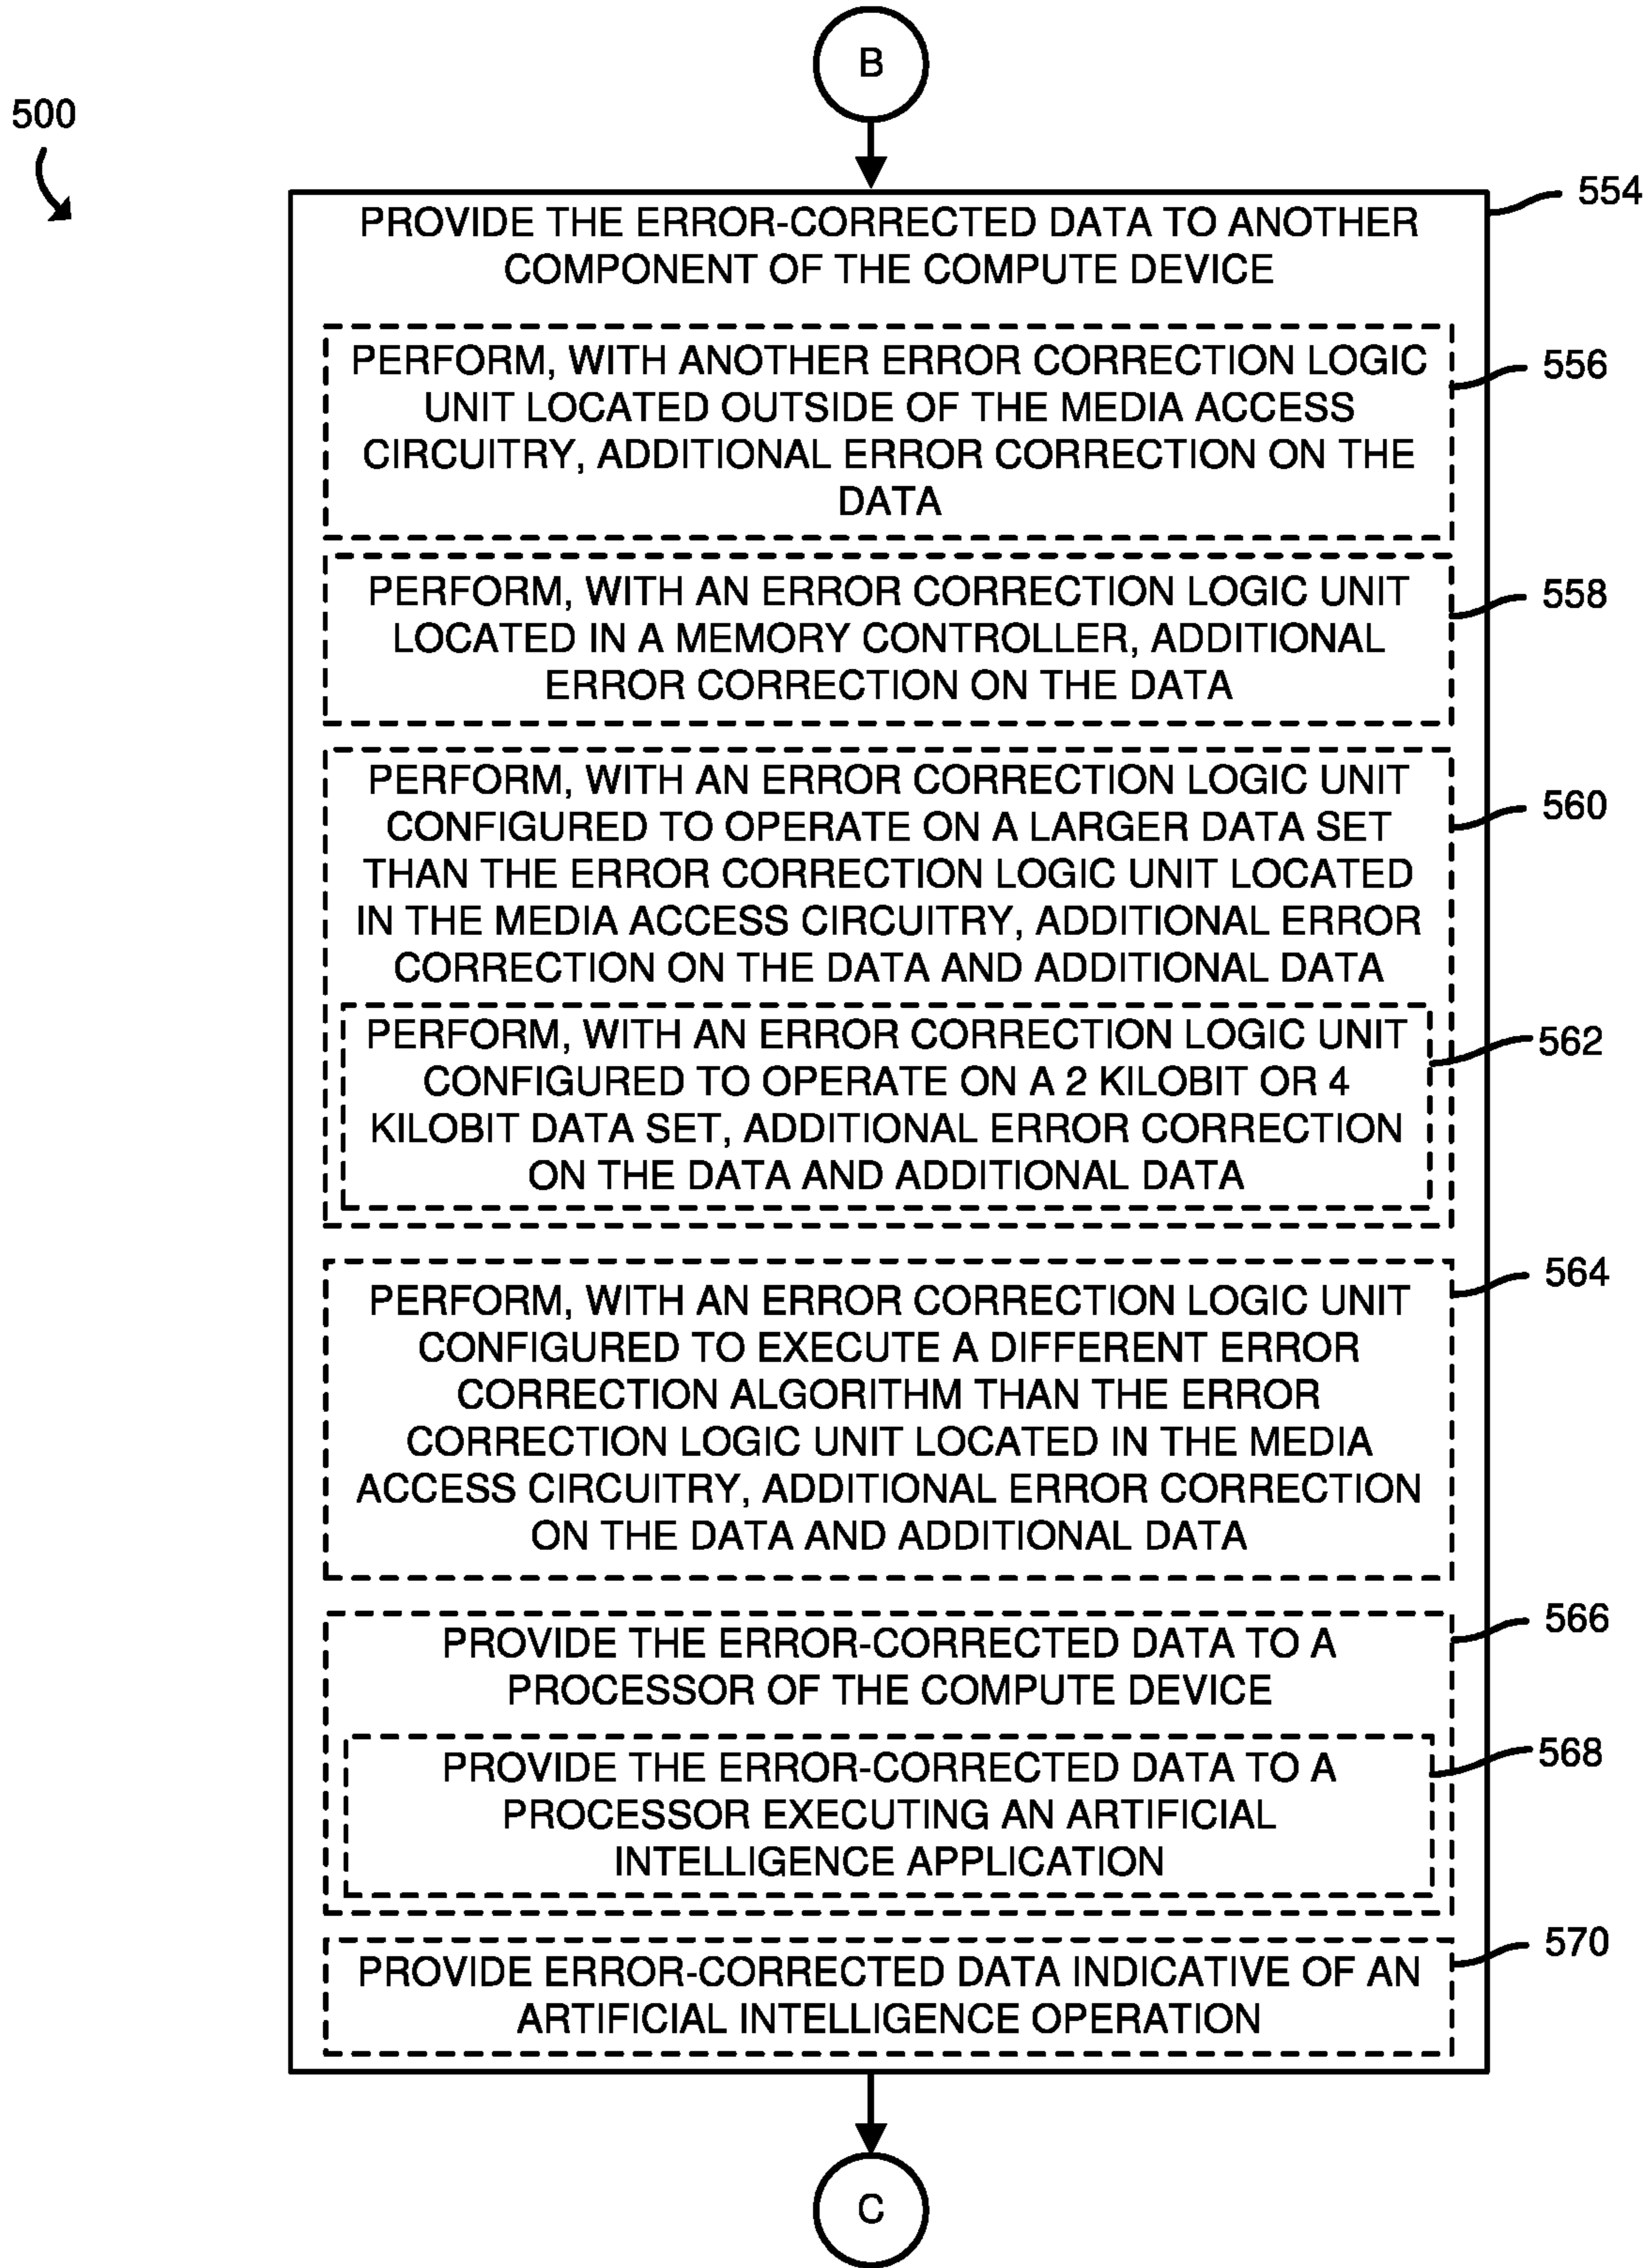 B
500
554
PROVIDE THE ERROR-CORRECTED DATA TO ANOTHER
COMPONENT OF THE COMPUTE DEVICE
556
PERFORM, WITH ANOTHER ERROR CORRECTION LOGIC
UNIT LOCATED OUTSIDE OF THE MEDIA ACCESS
CIRCUITRY, ADDITIONAL ERROR CORRECTION ON THE
DATA
558
PERFORM, WITH AN ERROR CORRECTION LOGIC UNIT
LOCATED IN A MEMORY CONTROLLER, ADDITIONAL
ERROR CORRECTION ON THE DATA
560
PERFORM, WITH AN ERROR CORRECTION LOGIC UNIT
CONFIGURED TO OPERATE ON A LARGER DATA SET
THAN THE ERROR CORRECTION LOGIC UNIT LOCATED
IN THE MEDIA ACCESS CIRCUITRY, ADDITIONAL ERROR
CORRECTION ON THE DATA AND ADDITIONAL DATA
562
PERFORM, WITH AN ERROR CORRECTION LOGIC UNIT
CONFIGURED TO OPERATE ON A 2 KILOBIT OR 4
KILOBIT DATA SET, ADDITIONAL ERROR CORRECTION
ON THE DATA AND ADDITIONAL DATA
564
PERFORM, WITH AN ERROR CORRECTION LOGIC UNIT
CONFIGURED TO EXECUTE A DIFFERENT ERROR
CORRECTION ALGORITHM THAN THE ERROR
CORRECTION LOGIC UNIT LOCATED IN THE MEDIA
ACCESS CIRCUITRY, ADDITIONAL ERROR CORRECTION
ON THE DATA AND ADDITIONAL DATA
566
PROVIDE THE ERROR-CORRECTED DATA TO A
PROCESSOR OF THE COMPUTE DEVICE
568
PROVIDE THE ERROR-CORRECTED DATA TO A
PROCESSOR EXECUTING AN ARTIFICIAL
INTELLIGENCE APPLICATION
570
PROVIDE ERROR-CORRECTED DATA INDICATIVE OF AN
ARTIFICIAL INTELLIGENCE OPERATION
C